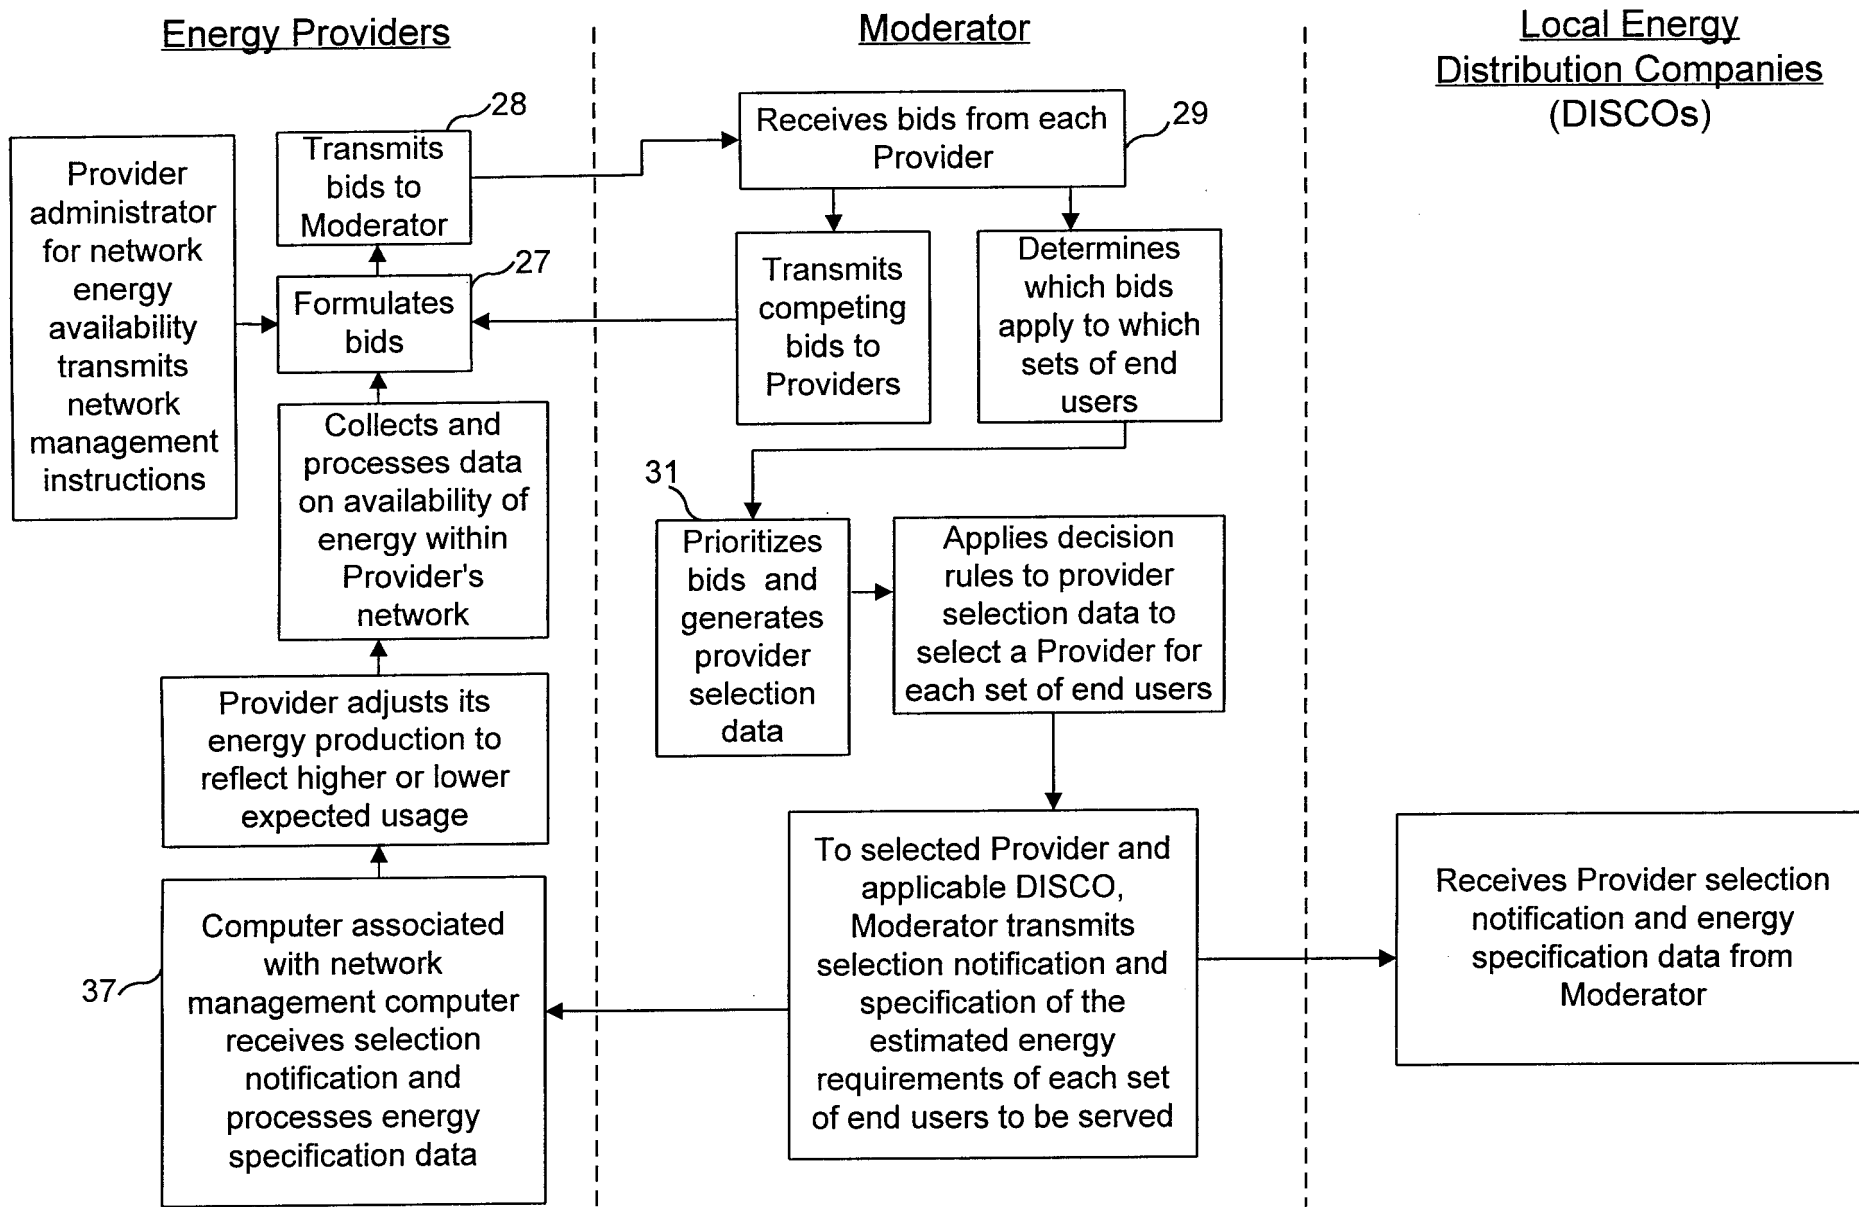 Energy Providers
Moderator
Local Energy
Distribution Companies
(DISCOs)
28
Transmits
bids to
Moderator
Provider
administrator
for network
energy
availability
transmits
network
management
instructions
27
Formulates
bids
Collects and
processes data
on availability of
energy within
Provider's
network
Provider adjusts its
energy production to
reflect higher or lower
expected usage
37
Computer associated
with network
management computer
receives selection
notification and
processes energy
specification data
Receives bids from each
Provider
29
Transmits
competing
bids to
Providers
Determines
which bids
apply to which
sets of end
users
31
Prioritizes
bids and
generates
provider
selection
data
Applies decision
rules to provider
selection data to
select a Provider for
each set of end users
To selected Provider and
applicable DISCO,
Moderator transmits
selection notification and
specification of the
estimated energy
requirements of each set
of end users to be served
Receives Provider selection
notification and energy
specification data from
Moderator